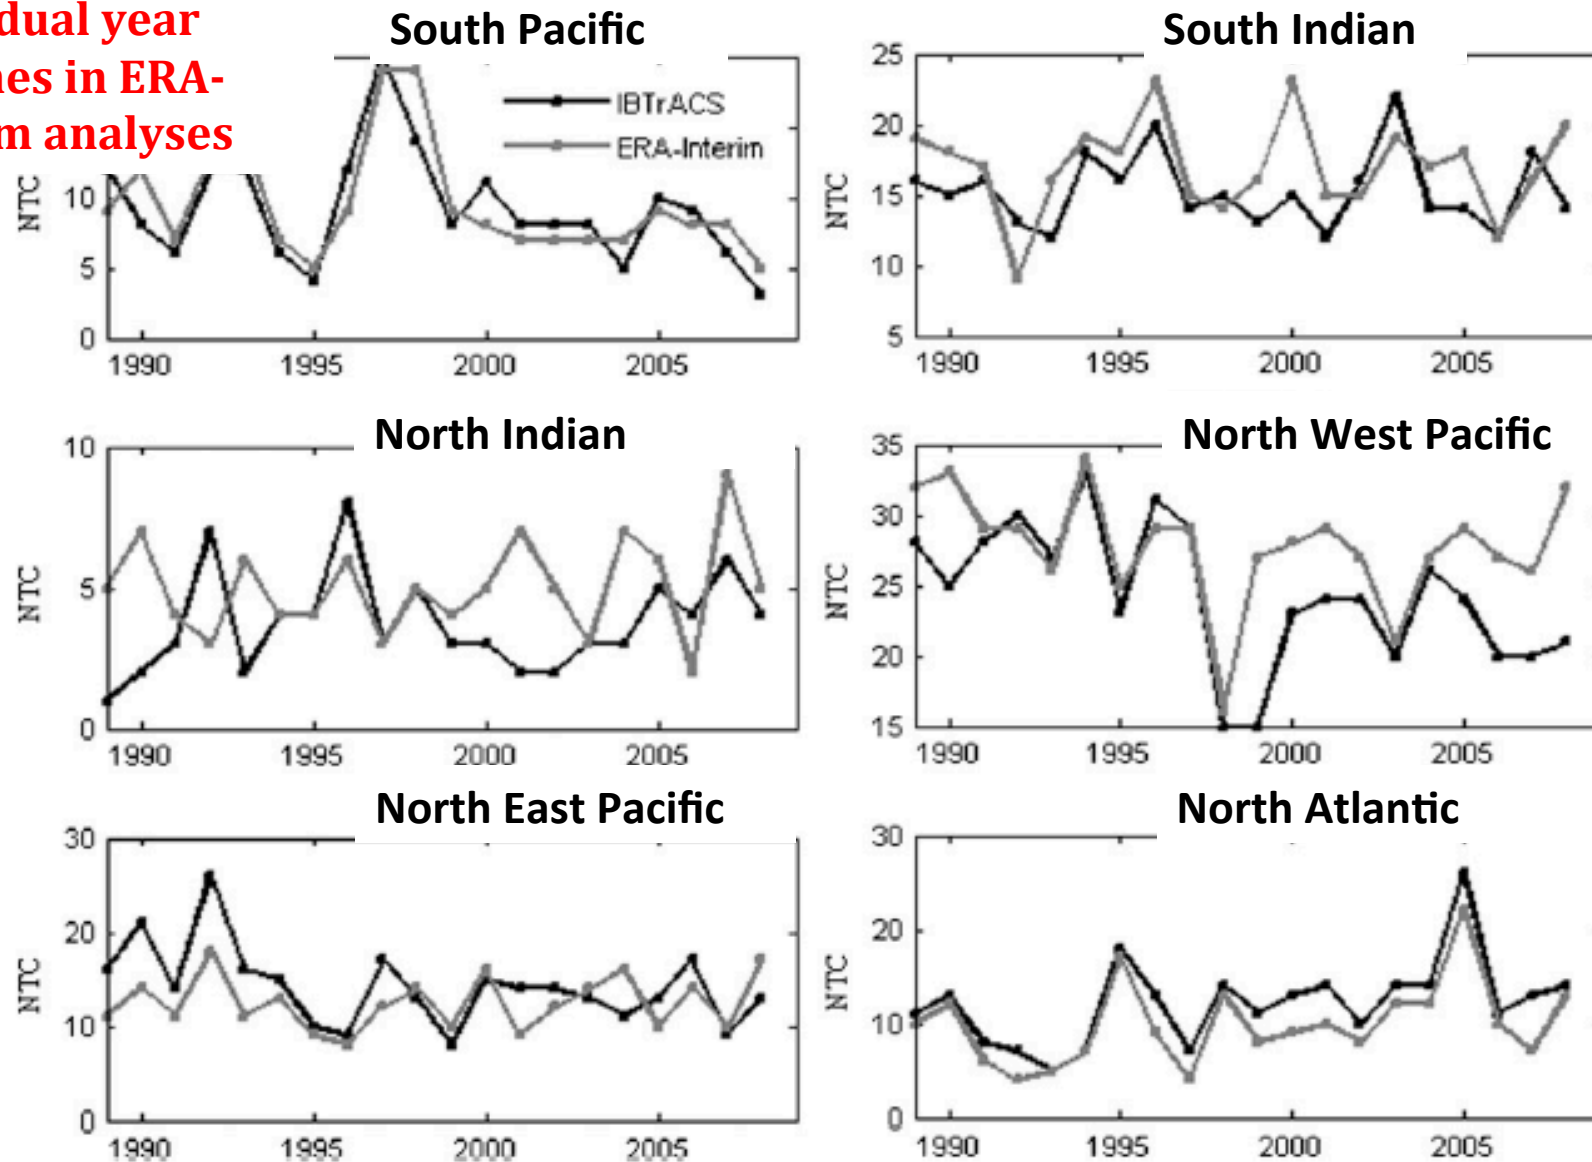 dual year
nes in ERA-
m analyses
South Pacific
IBTrACS
ERA-Interim
NTC
10
5
0
1990 1995 2000 2005
South Indian
25
20
15
10
5
NTC
1990 1995 2000 2005
North Indian
10
5
0
NTC
1990 1995 2000 2005
North West Pacific
35
30
25
20
15
NTC
1990 1995 2000 2005
North East Pacific
30
20
10
0
NTC
1990 1995 2000 2005
North Atlantic
30
20
10
0
NTC
1990 1995 2000 2005